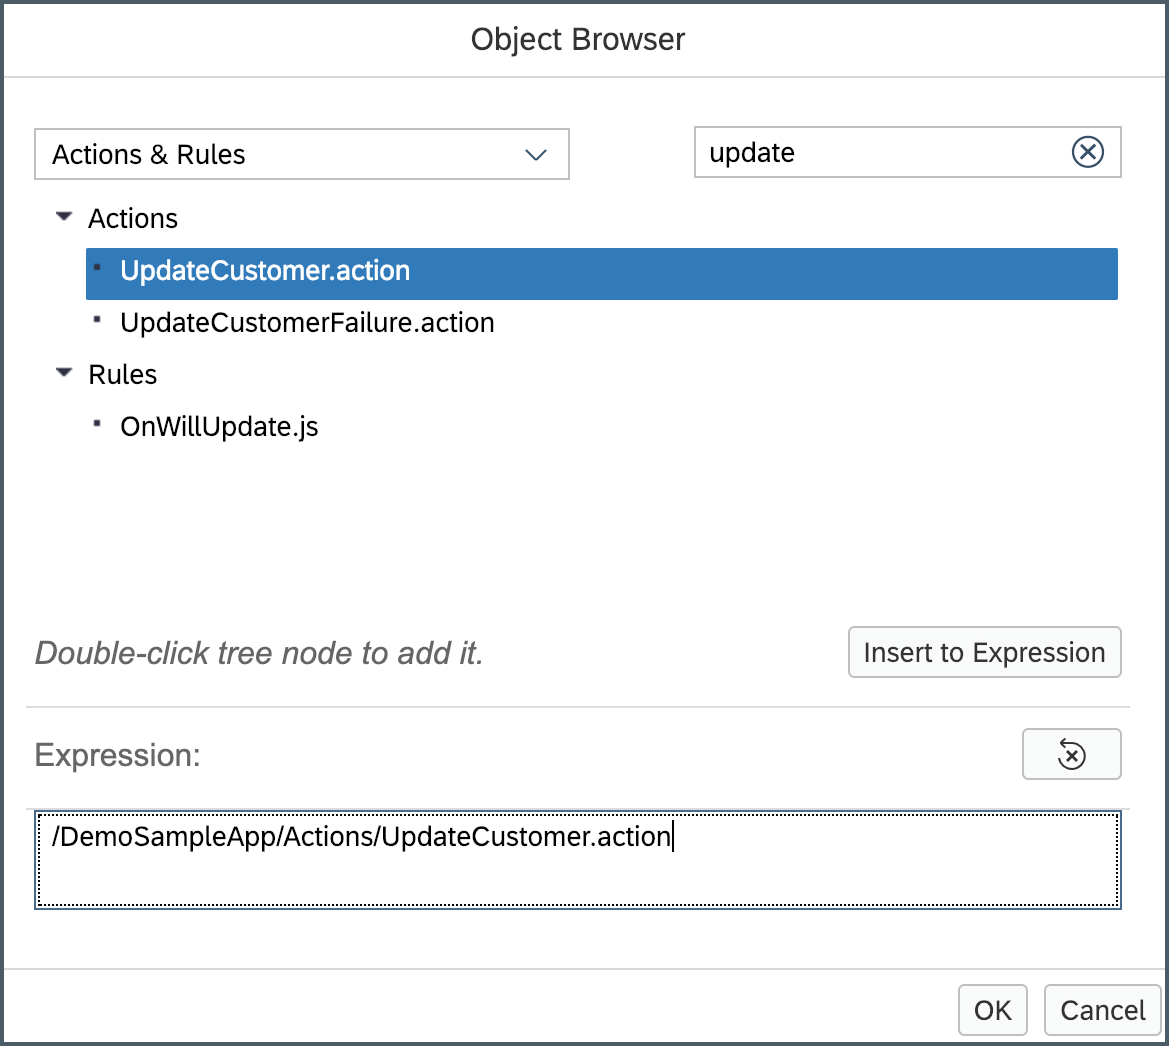 Object Browser
Actions & Rules
update
Actions
UpdateCustomer.action
UpdateCustomerFailure.action
Rules
OnWillUpdate.js
Double-click tree node to add it.
Insert to Expression
Expression:
/DemoSampleApp/Actions/UpdateCustomer.action
OK
Cancel